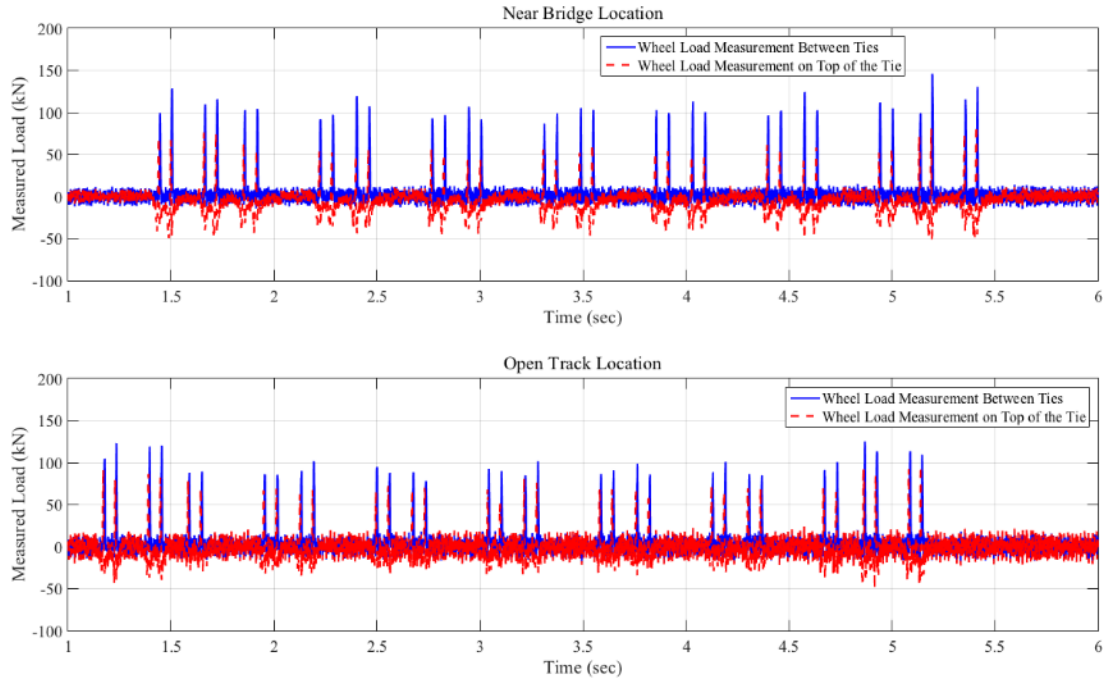 Near Bridge Location
200
150
100
50
0
-50
-100
Measured Load (kN)
Wheel Load Measurement Between Ties
Wheel Load Measurement on Top of the Tie
1 1.5 2 2.5 3 3.5 4 4.5 5 5.5 6
Time (sec)
Open Track Location
200
150
100
50
0
-50
-100
Measured Load (kN)
Wheel Load Measurement Between Ties
Wheel Load Measurement on Top of the Tie
1 1.5 2 2.5 3 3.5 4 4.5 5 5.5 6
Time (sec)